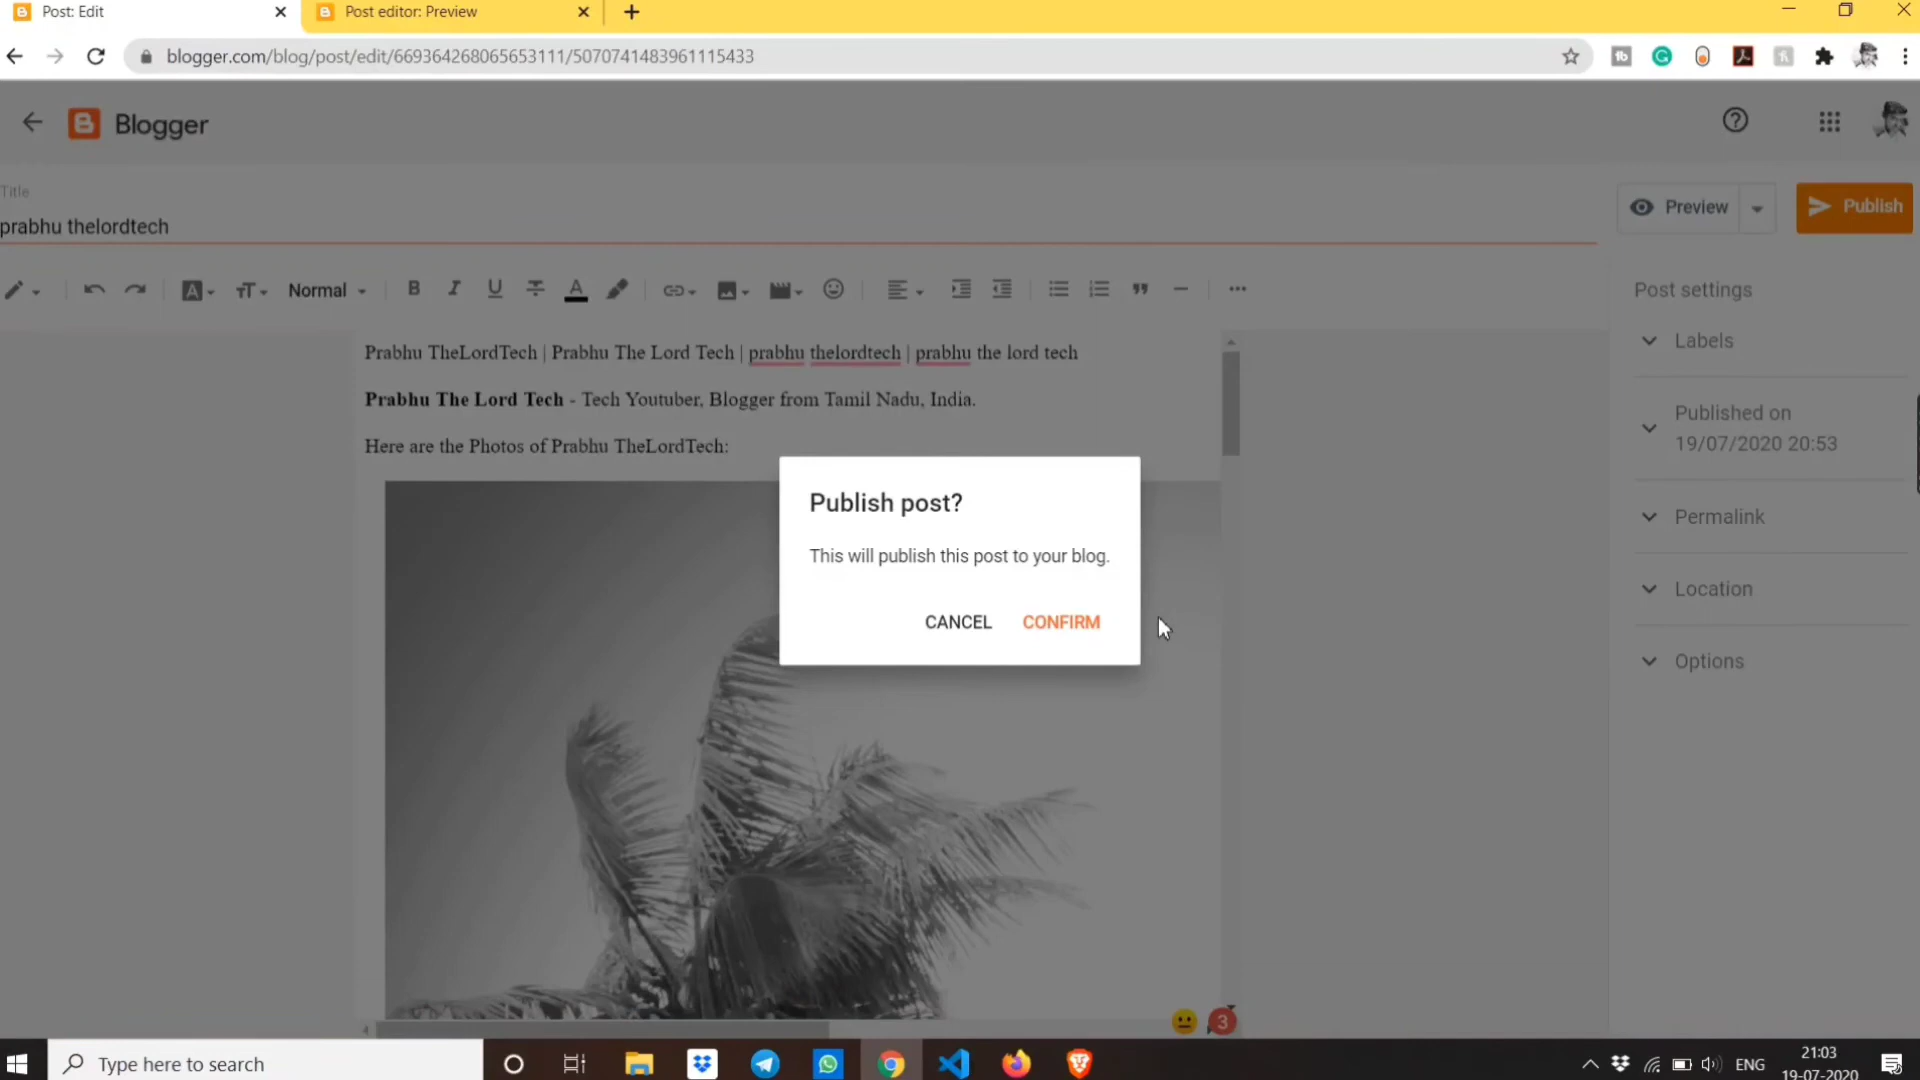 Post: Edit
Post editor: Preview
blogger.com/blog/post/edit/669364268065653111/5070741483961115433
Blogger
Title
prabhu thelordtech
Preview
Publish
Normal
Post settings
Labels
Published on
19/07/2020 20:53
Permalink
Location
Options
Prabhu TheLordTech | Prabhu The Lord Tech | prabhu thelordtech | prabhu the lord tech
Prabhu The Lord Tech - Tech Youtuber, Blogger from Tamil Nadu, India.
Here are the Photos of Prabhu TheLordTech:
Publish post?
This will publish this post to your blog.
CANCEL CONFIRM
3
Type here to search
ENG
21:03
19-07-2020